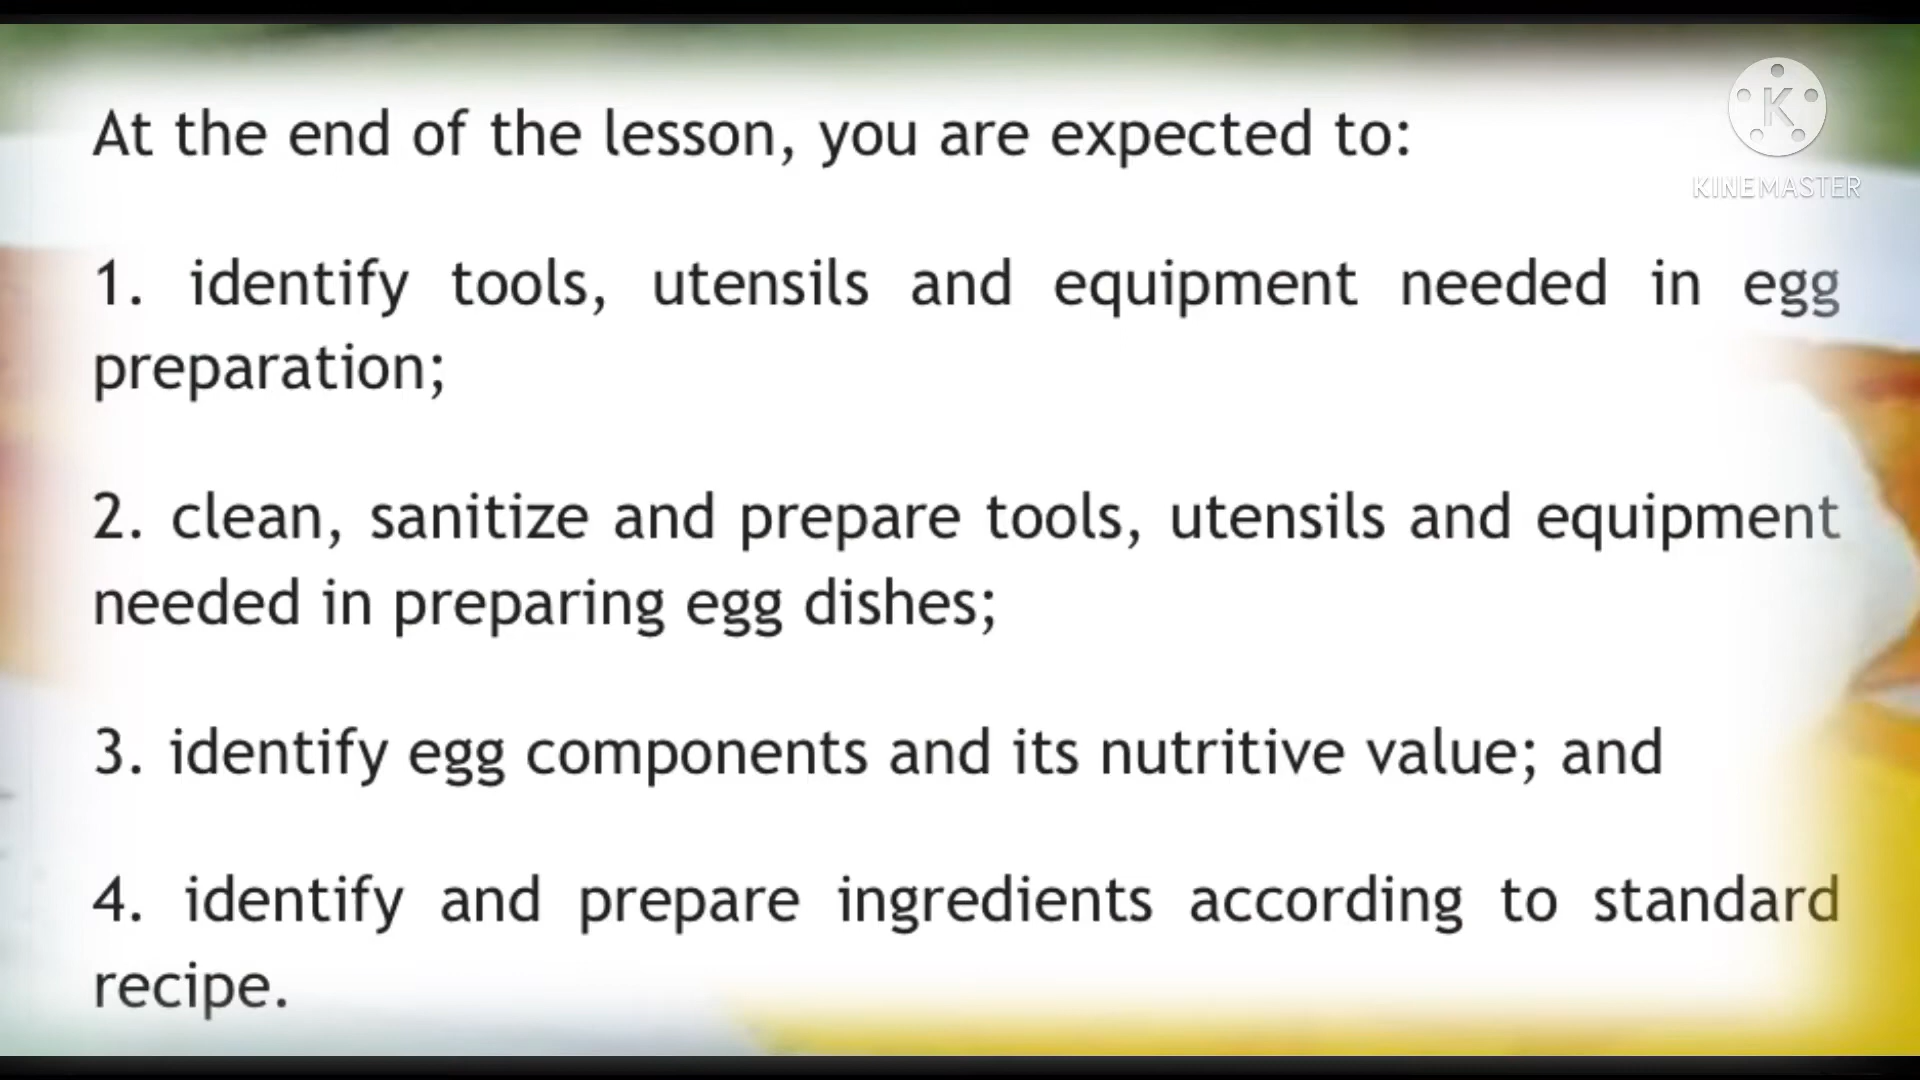 At the end of the lesson, you are expected to:
K
KINEMASTER
1. identify tools, utensils and equipment needed in egg
preparation;
2. clean, sanitize and prepare tools, utensils and equipment
needed in preparing egg dishes;
3. identify egg components and its nutritive value; and
4. identify and prepare ingredients according to standard
recipe.